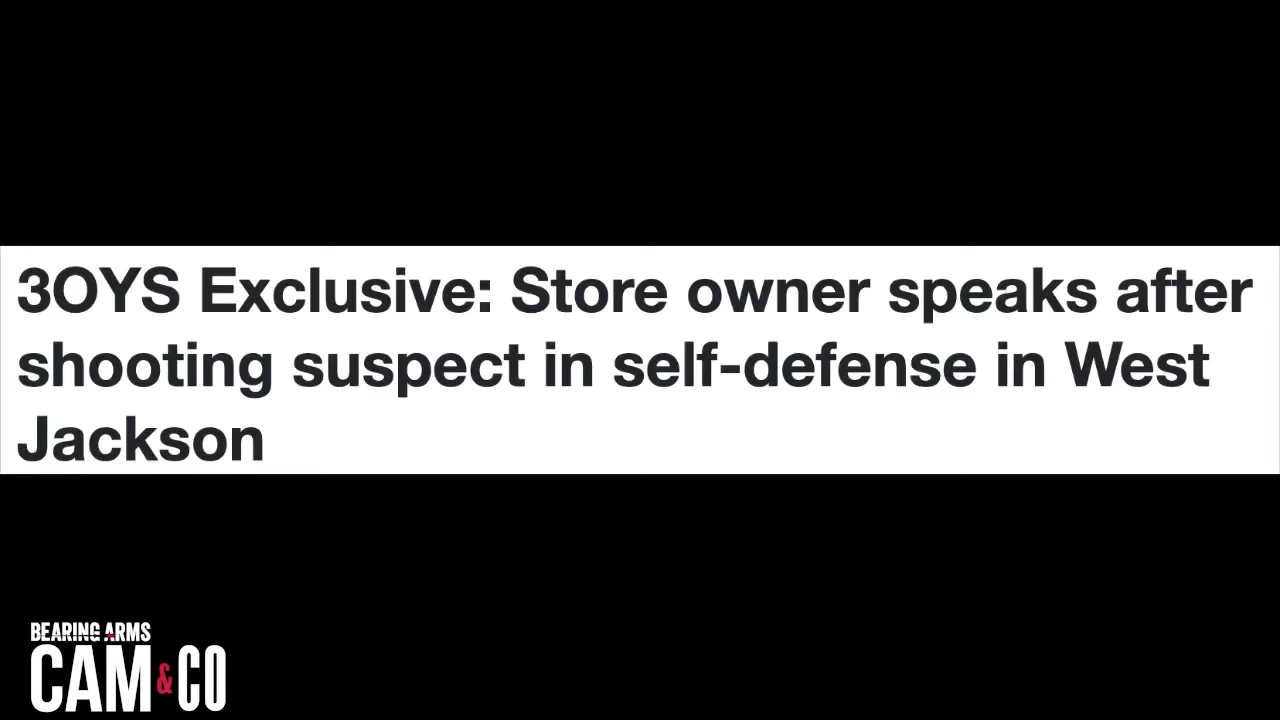 3OYS Exclusive: Store owner speaks after
shooting suspect in self-defense in West
Jackson
BEARING ARMS
CAM & CO